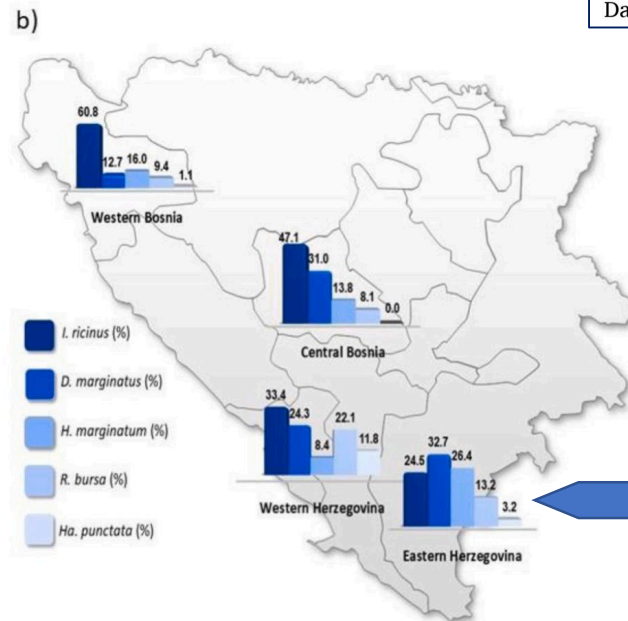 b)
Da
60.8
12.7
16.0
9.4
1.1
Western Bosnia
47.1
31.0
13.8
8.1
0.0
Central Bosnia
I. ricinus (%)
D. marginatus (%)
H. marginatum (%)
R. bursa (%)
Ha. punctata (%)
33.4
24.3
8.4
22.1
11.8
Western Herzegovina
24.5
32.7
26.4
13.2
3.2
Eastern Herzegovina